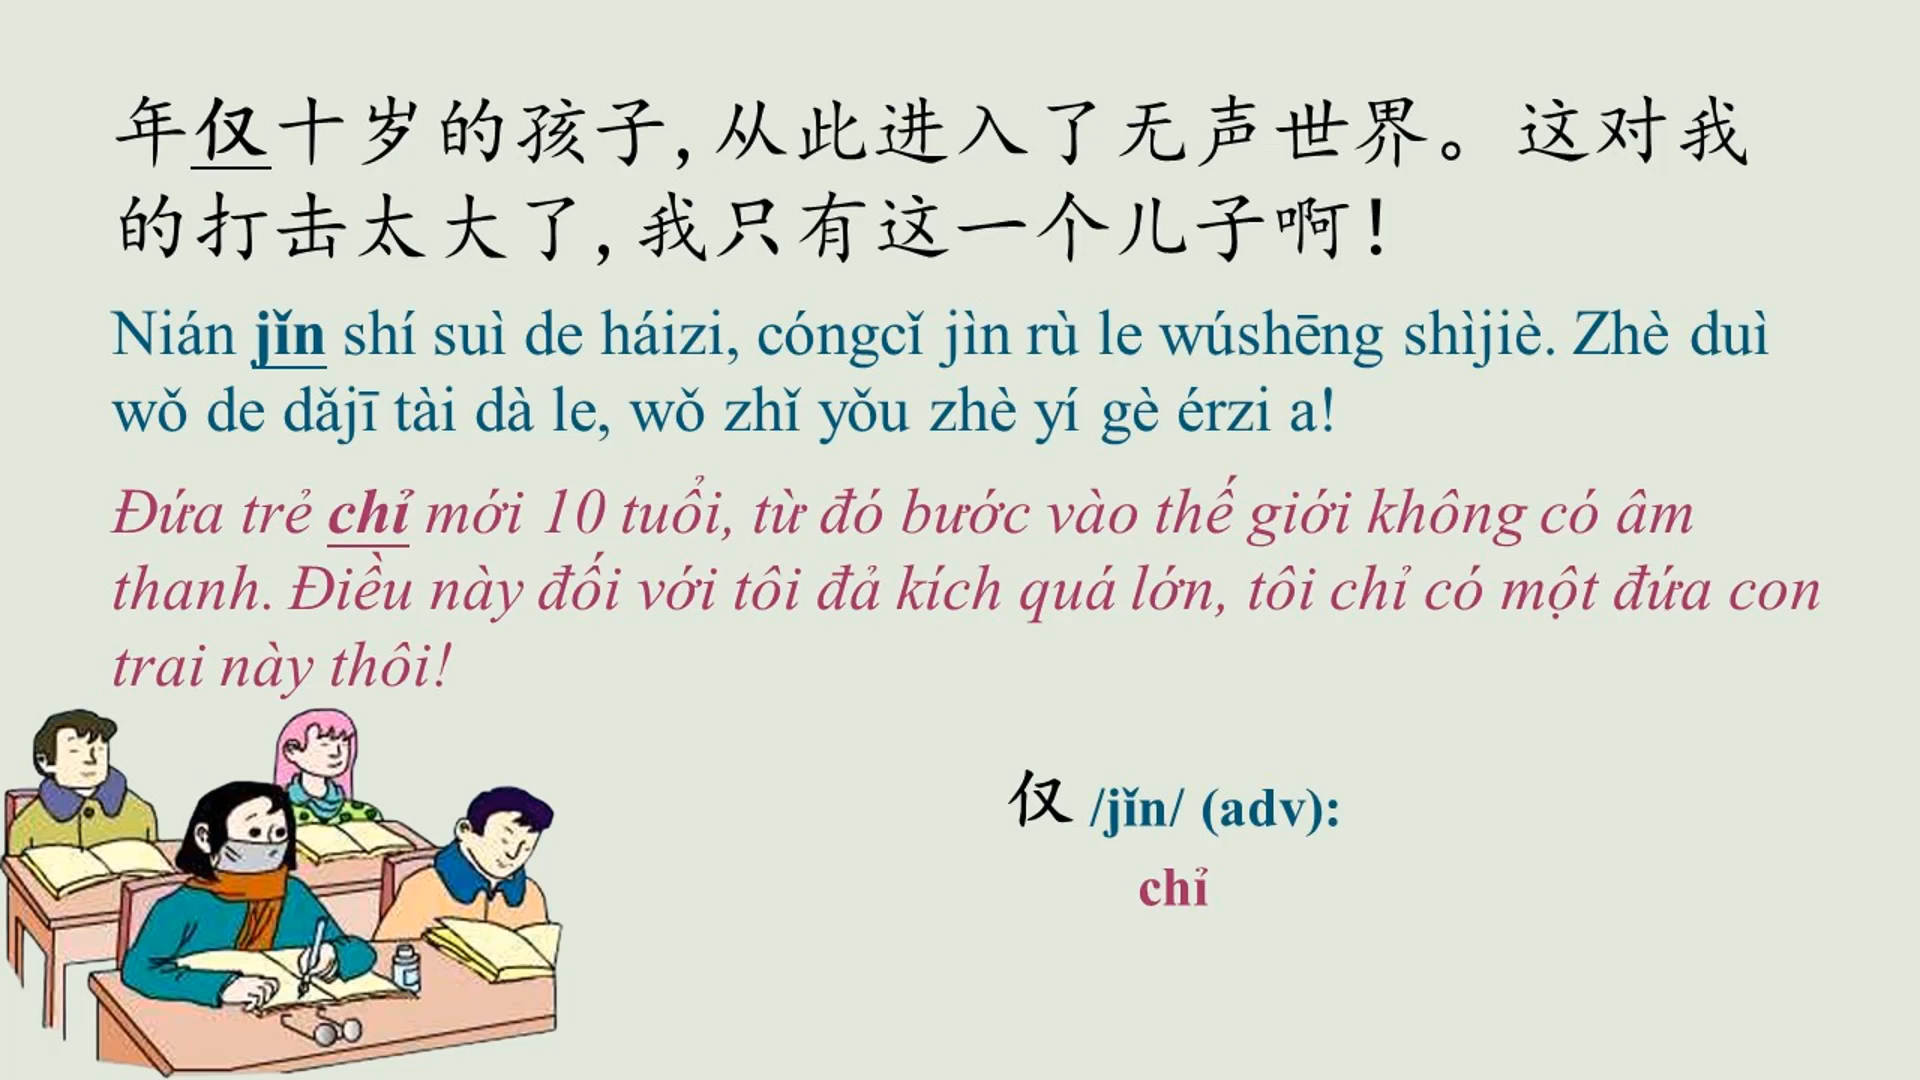 年仅十岁的孩子,从此进入了无声世界。这对我
的打击太大了,我只有这一个儿子啊!
Nián jǐn shí suì de háizi, cóngcǐ jìn rù le wúshēng shìjiè. Zhè duì
wǒ de dǎjī tài dà le, wǒ zhǐ yǒu zhè yí gè érzi a!
Đứa trẻ chỉ mới 10 tuổi, từ đó bước vào thế giới không có âm
thanh. Điều này đối với tôi đả kích quá lớn, tôi chỉ có một đứa con
trai này thôi!
仅 /jǐn/ (adv):
chỉ